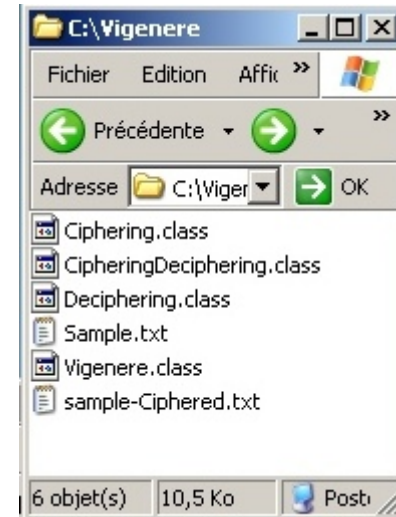 C:\Vigenere
Fichier Edition Affic »
Précédente »
Adresse C:\Viger OK
Ciphering.class
CipheringDeciphering.class
Deciphering.class
Sample.txt
Vigenere.class
sample-Ciphered.txt
6 objet(s) 10,5 Ko Poste